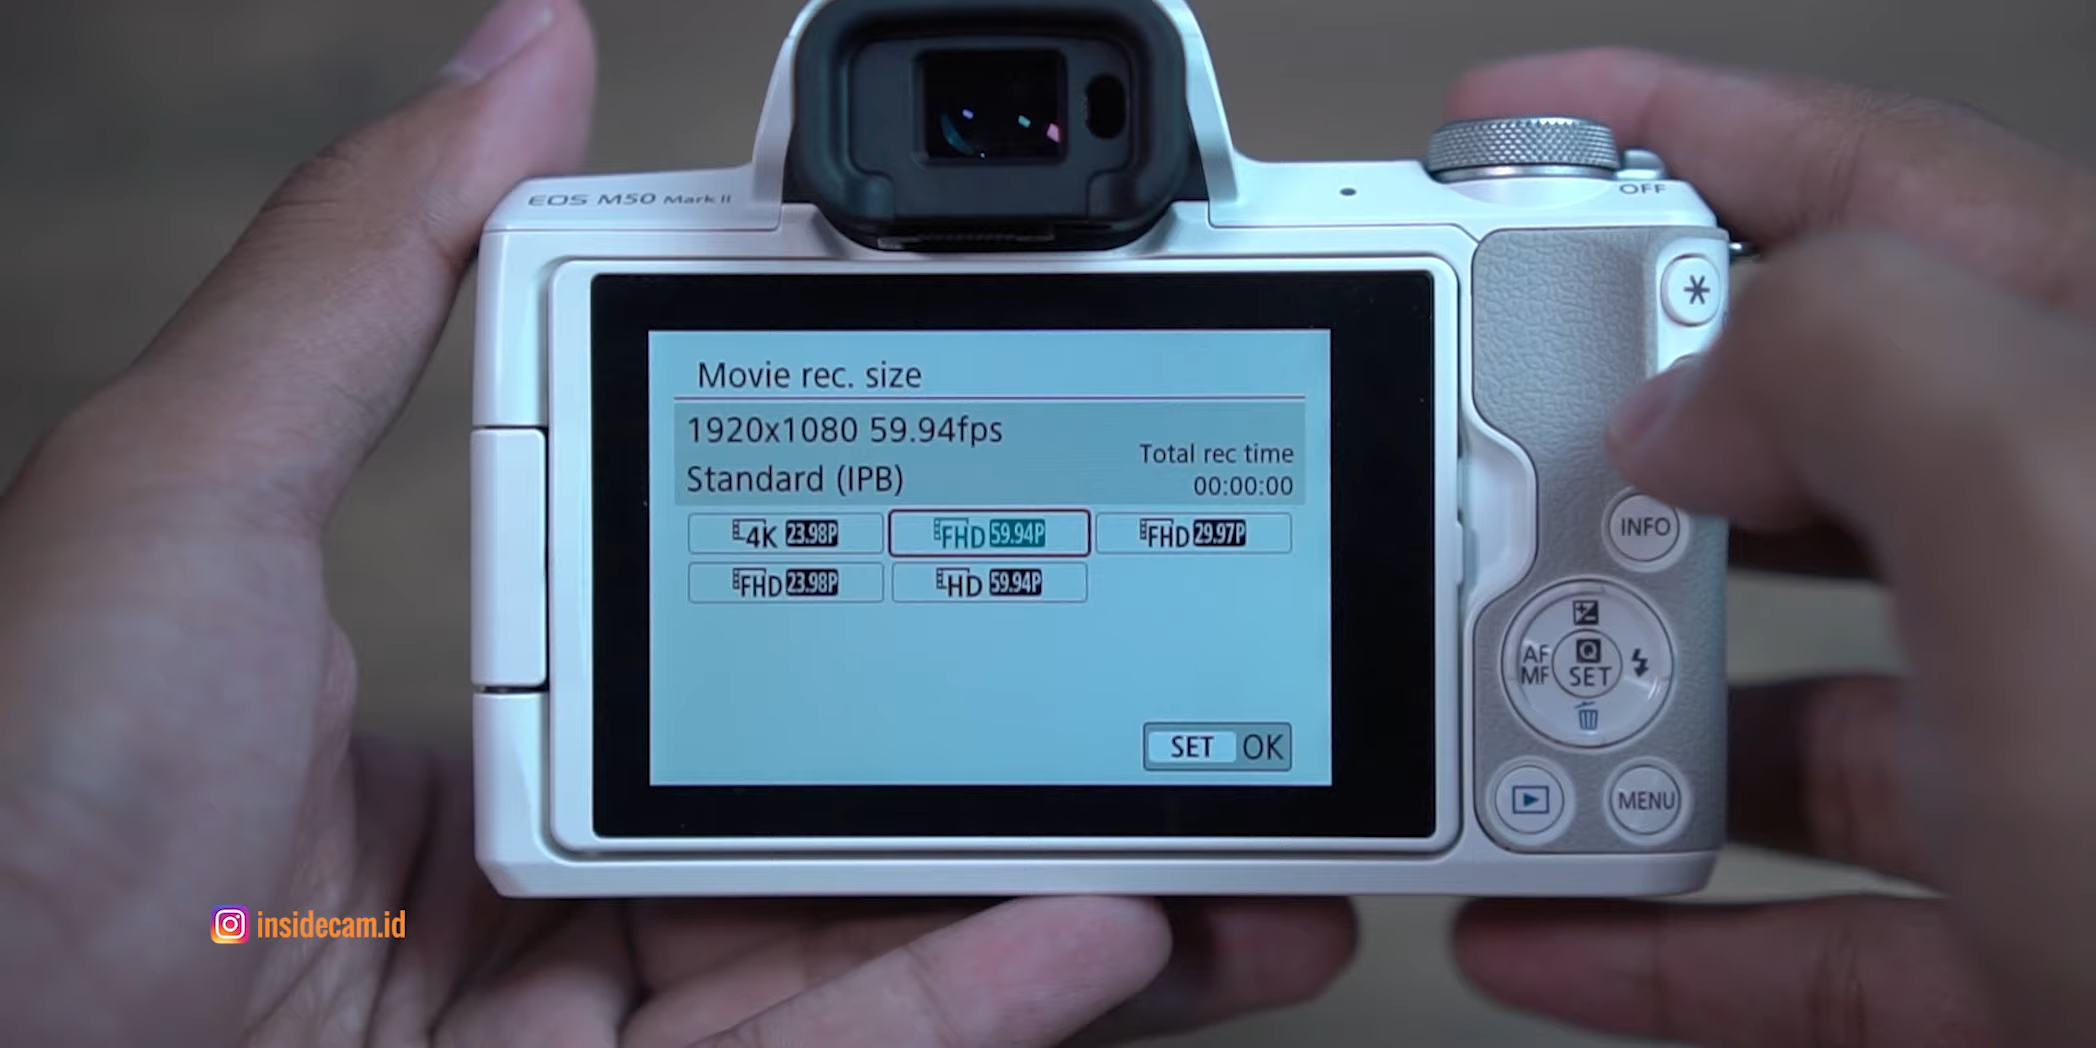 EOS M50 Mark II
OFF
Movie rec. size
1920x1080 59.94fps
Standard (IPB)
Total rec time
00:00:00
4K 23.98P
FHD 59.94P
FHD 29.97P
FHD 23.98P
HD 59.94P
SET OK
INFO
AF
MF
Q
SET
MENU
insidecam.id